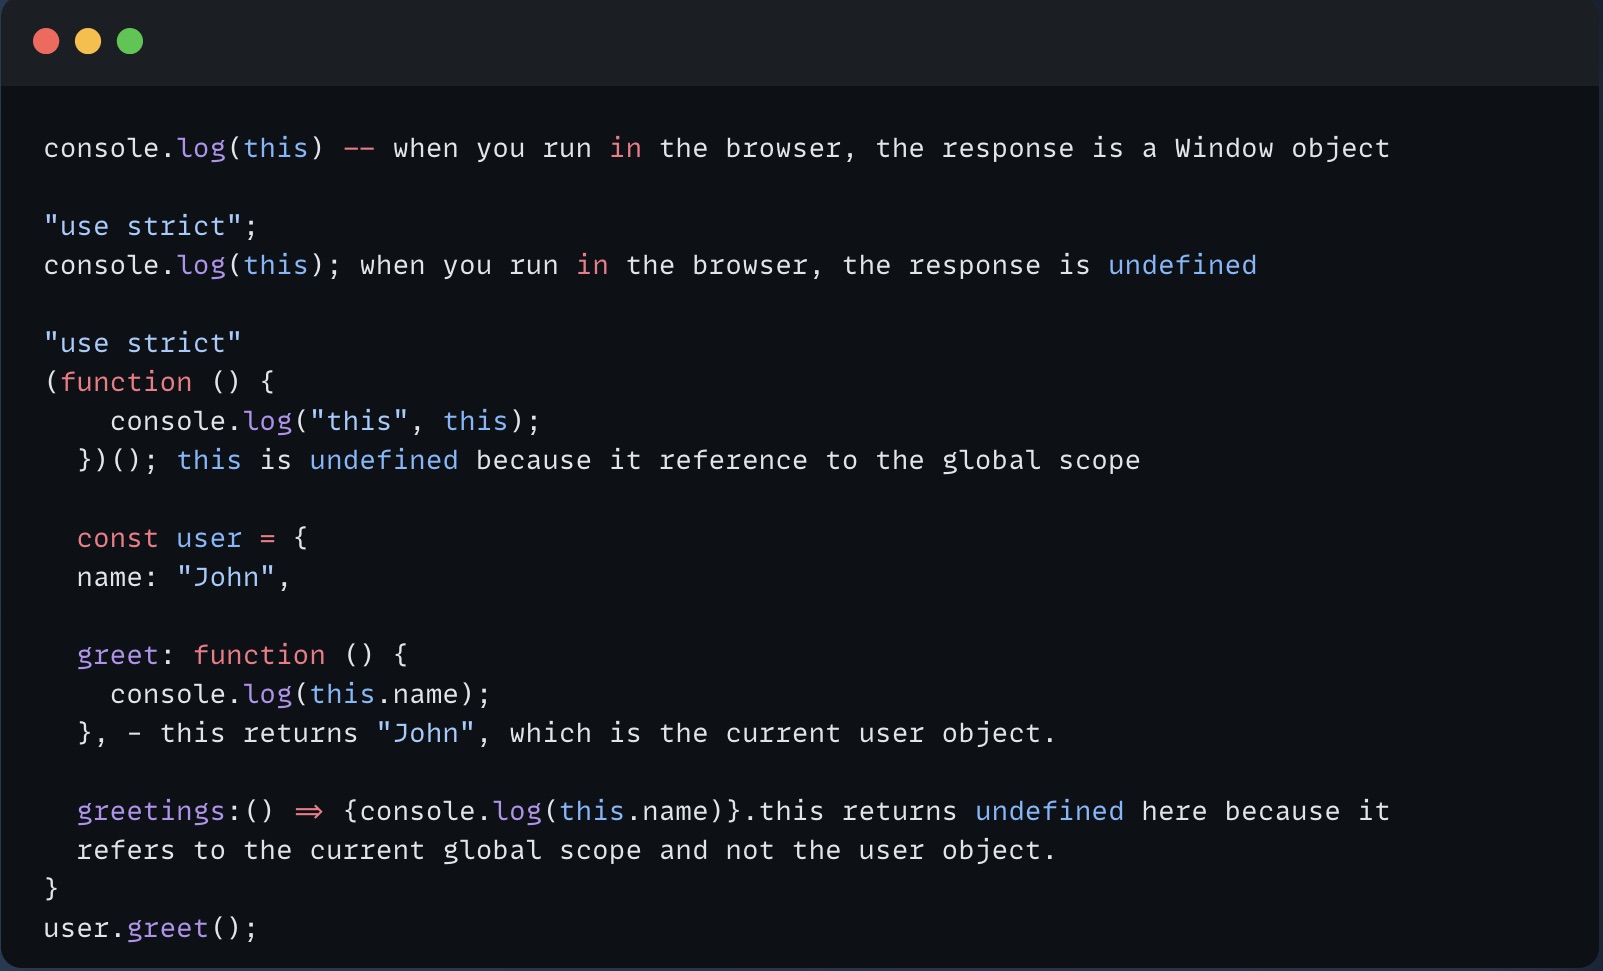 console.log(this) -- when you run in the browser, the response is a Window object
"use strict";
console.log(this); when you run in the browser, the response is undefined
"use strict"
(function () {
console.log("this", this);
})(); this is undefined because it reference to the global scope
const user = {
name: "John",
greet: function () {
console.log(this.name);
}, - this returns "John", which is the current user object.
greetings:() => {console.log(this.name)}.this returns undefined here because it
refers to the current global scope and not the user object.
}
user.greet();